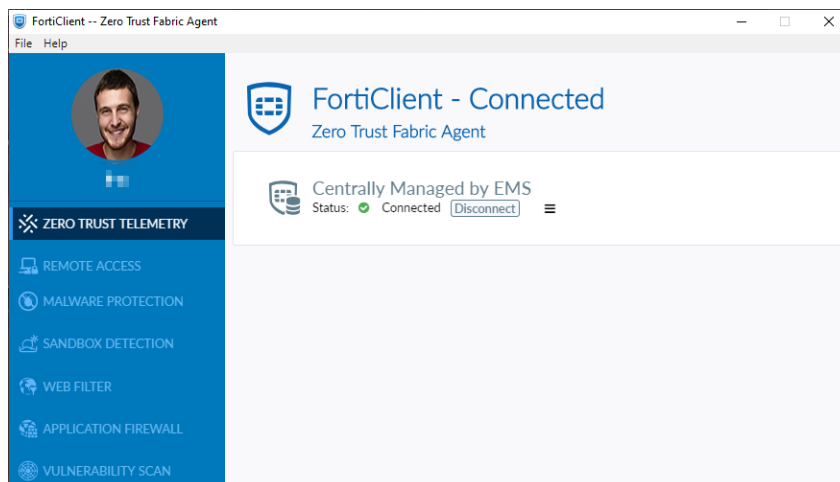 FortiClient -- Zero Trust Fabric Agent
File Help
FortiClient - Connected
Zero Trust Fabric Agent
Centrally Managed by EMS
Status: Connected Disconnect
ZERO TRUST TELEMETRY
REMOTE ACCESS
MALWARE PROTECTION
SANDBOX DETECTION
WEB FILTER
APPLICATION FIREWALL
VULNERABILITY SCAN